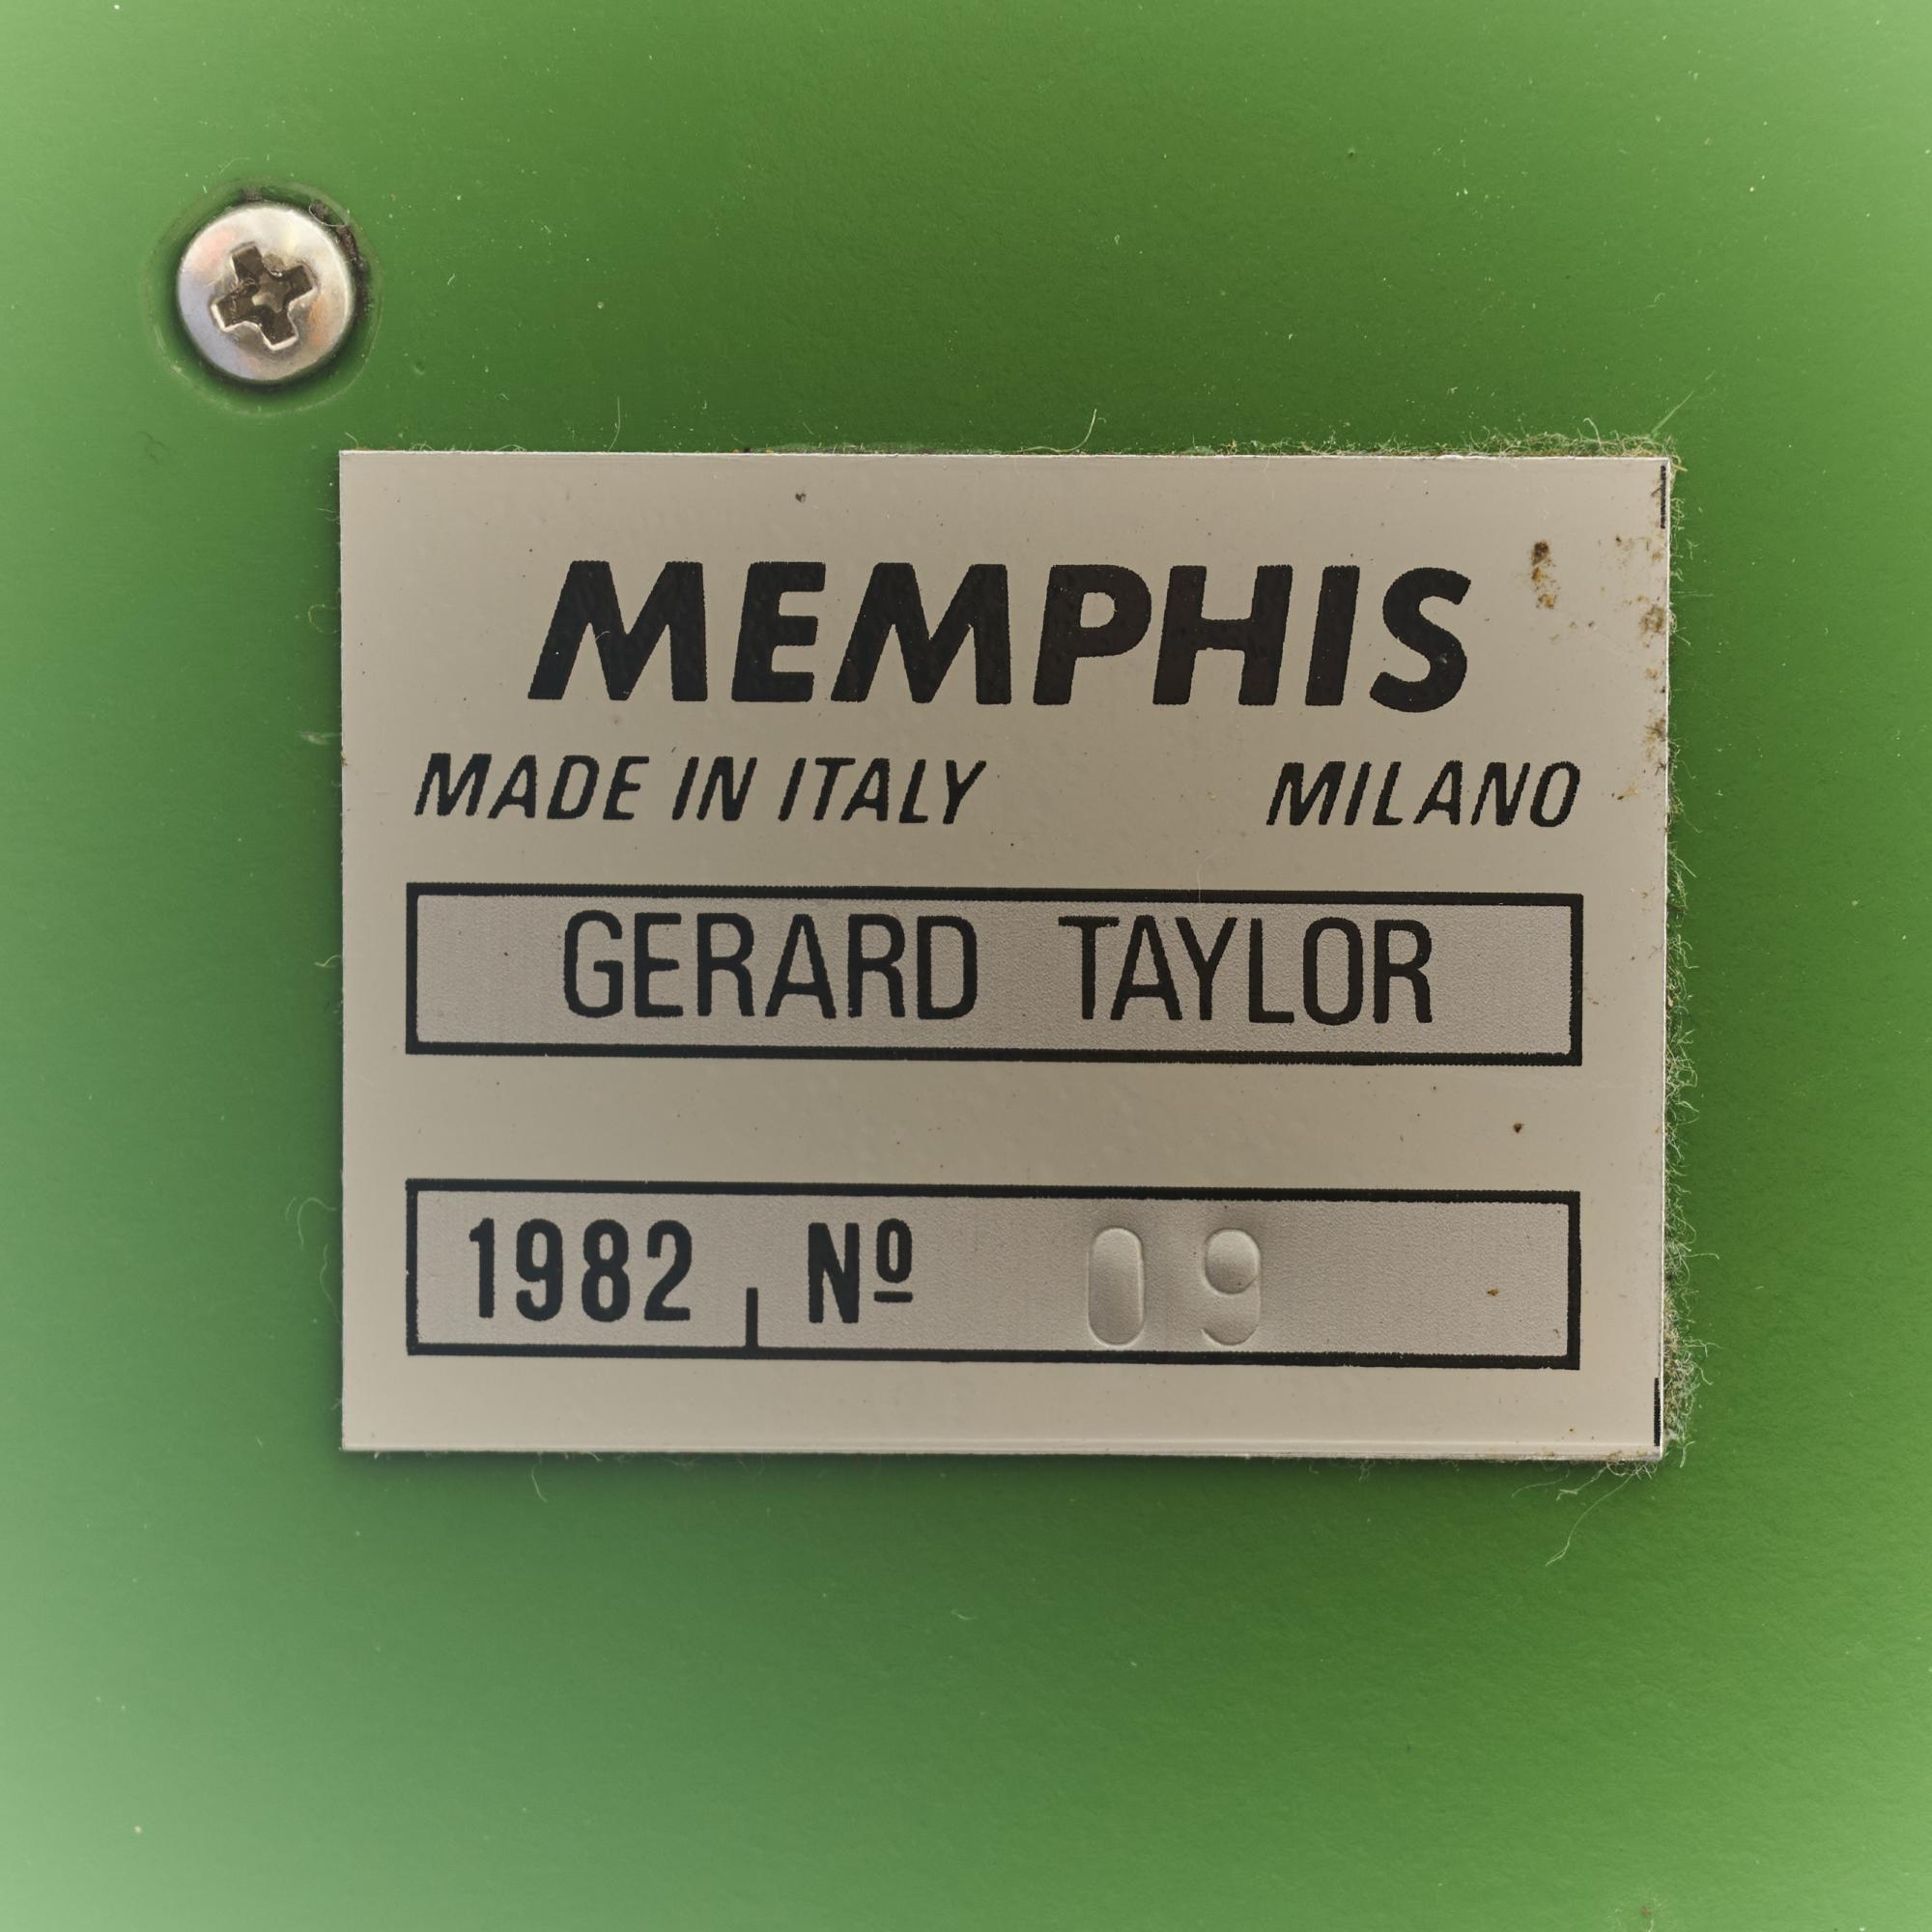 MEMPHIS
MADE IN ITALY MILANO
GERARD TAYLOR
1982 Nº 09